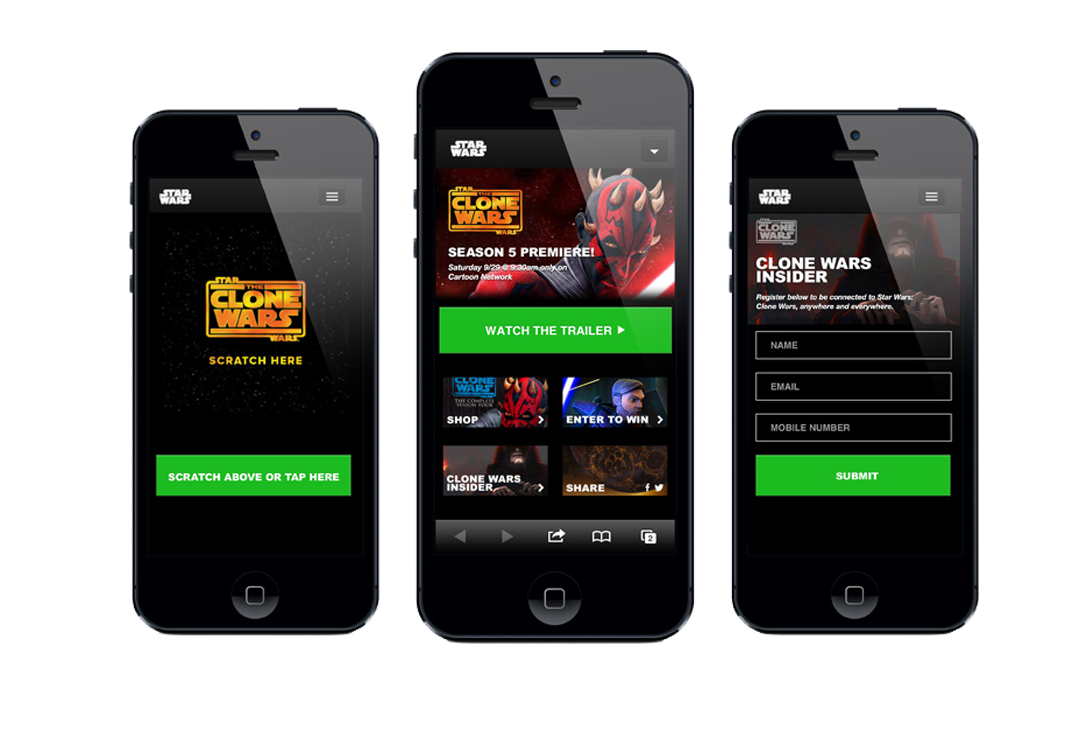 STAR
WARS
STAR
THE
CLONE
WARS
WARS
SCRATCH HERE
SCRATCH ABOVE OR TAP HERE
STAR
WARS
STAR
THE
CLONE
WARS
WARS
SEASON 5 PREMIERE!
Saturday 9/29 @ 9:30am only on
Cartoon Network
WATCH THE TRAILER
CLONE
WARS
THE COMPLETE
SEASON FOUR
SHOP
ENTER TO WIN
CLONE WARS
INSIDER
SHARE
2
STAR
WARS
STAR
THE
CLONE
WARS
CLONE WARS
INSIDER
Register below to be connected to Star Wars:
Clone Wars, anywhere and everywhere.
NAME
EMAIL
MOBILE NUMBER
SUBMIT